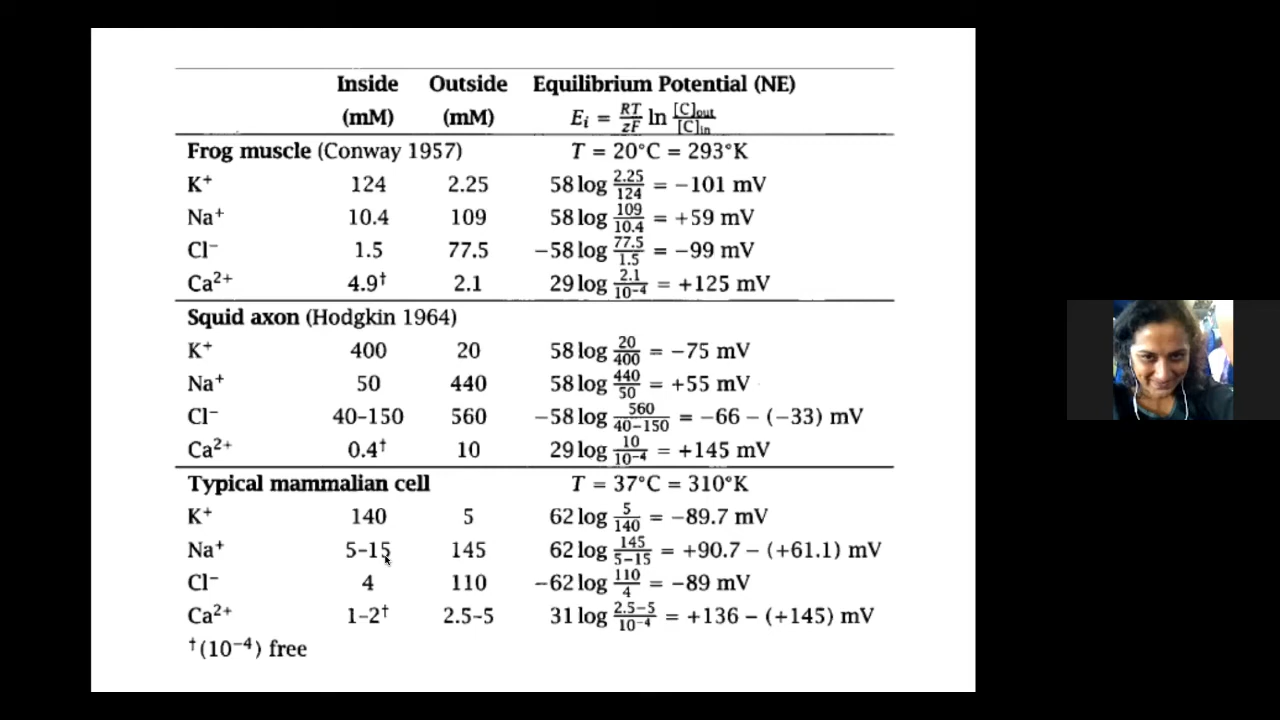 Inside Outside Equilibrium Potential (NE)
(mM) (mM) E_i = RT/zF ln [C]out/[C]in
Frog muscle (Conway 1957) T = 20°C = 293°K
K⁺ 124 2.25 58 log 2.25/124 = −101 mV
Na⁺ 10.4 109 58 log 109/10.4 = +59 mV
Cl⁻ 1.5 77.5 −58 log 77.5/1.5 = −99 mV
Ca²⁺ 4.9† 2.1 29 log 2.1/10⁻⁴ = +125 mV
Squid axon (Hodgkin 1964)
K⁺ 400 20 58 log 20/400 = −75 mV
Na⁺ 50 440 58 log 440/50 = +55 mV
Cl⁻ 40–150 560 −58 log 560/40–150 = −66 − (−33) mV
Ca²⁺ 0.4† 10 29 log 10/10⁻⁴ = +145 mV
Typical mammalian cell T = 37°C = 310°K
K⁺ 140 5 62 log 5/140 = −89.7 mV
Na⁺ 5–15 145 62 log 145/5–15 = +90.7 − (+61.1) mV
Cl⁻ 4 110 −62 log 110/4 = −89 mV
Ca²⁺ 1–2† 2.5–5 31 log 2.5–5/10⁻⁴ = +136 − (+145) mV
†(10⁻⁴) free